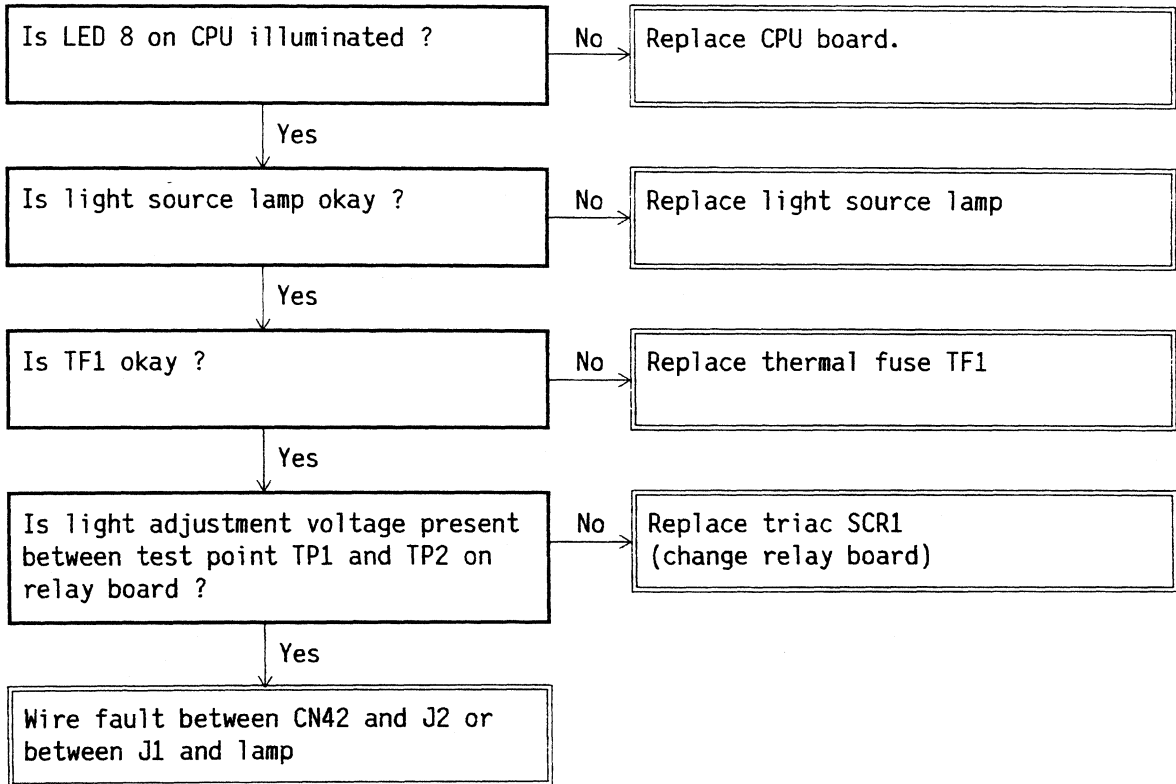 Is LED 8 on CPU illuminated ?
No
Replace CPU board.
Yes
Is light source lamp okay ?
No
Replace light source lamp
Yes
Is TF1 okay ?
No
Replace thermal fuse TF1
Yes
Is light adjustment voltage present
between test point TP1 and TP2 on
relay board ?
No
Replace triac SCR1
(change relay board)
Yes
Wire fault between CN42 and J2 or
between J1 and lamp